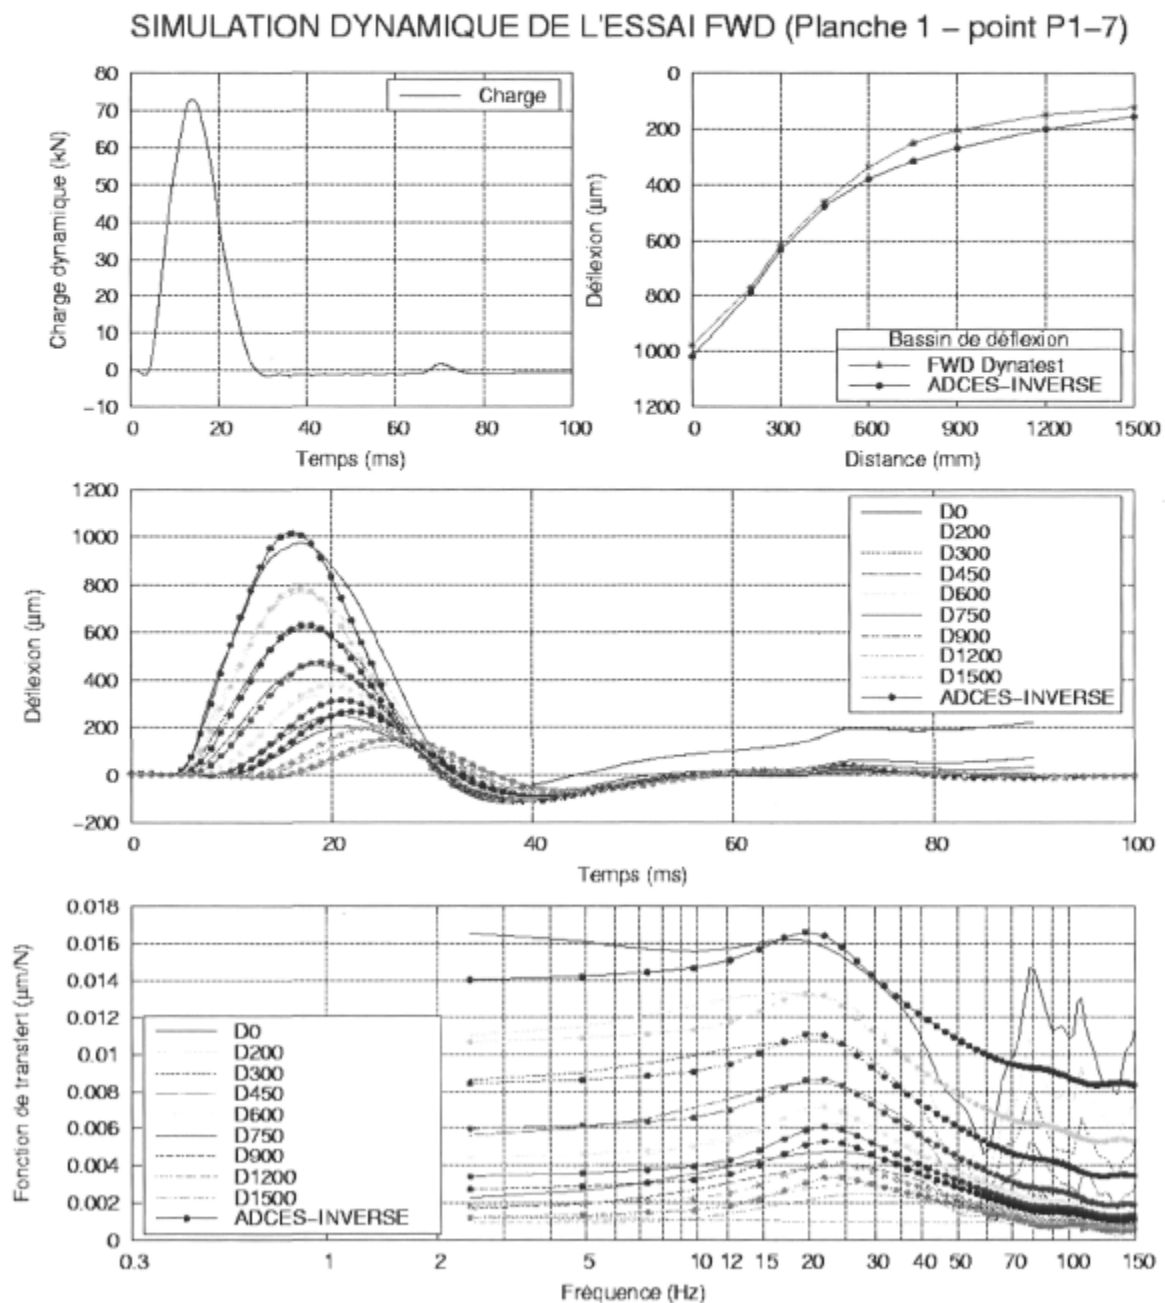 SIMULATION DYNAMIQUE DE L'ESSAI FWD (Planche 1 – point P1–7)
80
70
60
50
40
30
20
10
0
−10
Charge dynamique (kN)
Charge
0 20 40 60 80 100
Temps (ms)
0
200
400
600
800
1000
1200
Déflexion (µm)
Bassin de déflexion
FWD Dynatest
ADCES−INVERSE
0 300 600 900 1200 1500
Distance (mm)
1200
1000
800
600
400
200
0
−200
Déflexion (µm)
D0
D200
D300
D450
D600
D750
D900
D1200
D1500
ADCES−INVERSE
0 20 40 60 80 100
Temps (ms)
0.018
0.016
0.014
0.012
0.01
0.008
0.006
0.004
0.002
0
Fonction de transfert (µm/N)
D0
D200
D300
D450
D600
D750
D900
D1200
D1500
ADCES−INVERSE
0.3 1 2 5 10 12 15 20 30 40 50 70 100 150
Fréquence (Hz)